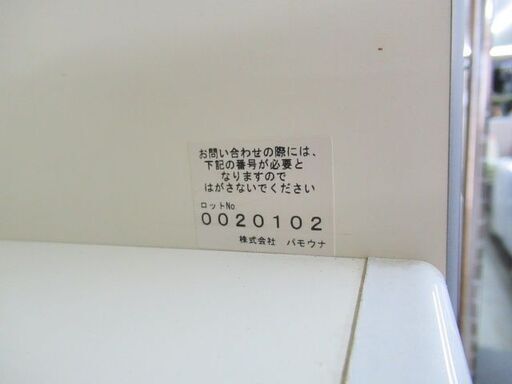 お問い合わせの際には、
下記の番号が必要と
なりますので
はがさないでください
ロットNo
0020102
株式会社 パモウナ